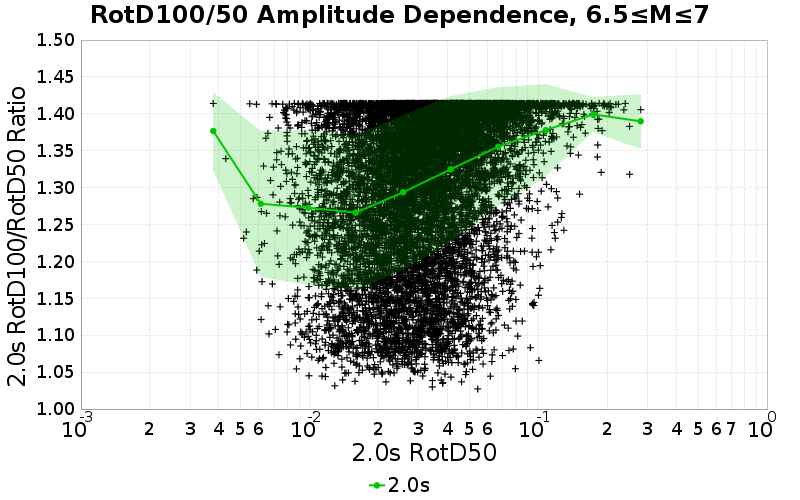 RotD100/50 Amplitude Dependence, 6.5≤M≤7
2.0s RotD100/RotD50 Ratio
1.50
1.45
1.40
1.35
1.30
1.25
1.20
1.15
1.10
1.05
1.00
10⁻³ 2 3 4 5 6 10⁻² 2 3 4 5 6 10⁻¹ 2 3 4 5 6 7 10⁰
2.0s RotD50
2.0s